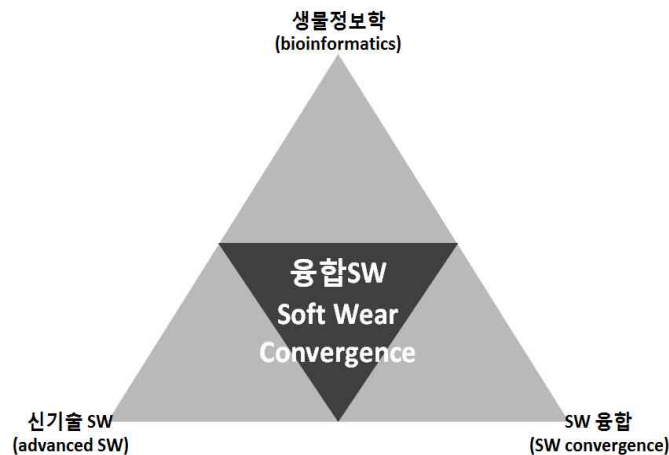 생물정보학
(bioinformatics)
융합SW
Soft Wear
Convergence
신기술 SW
(advanced SW)
SW 융합
(SW convergence)